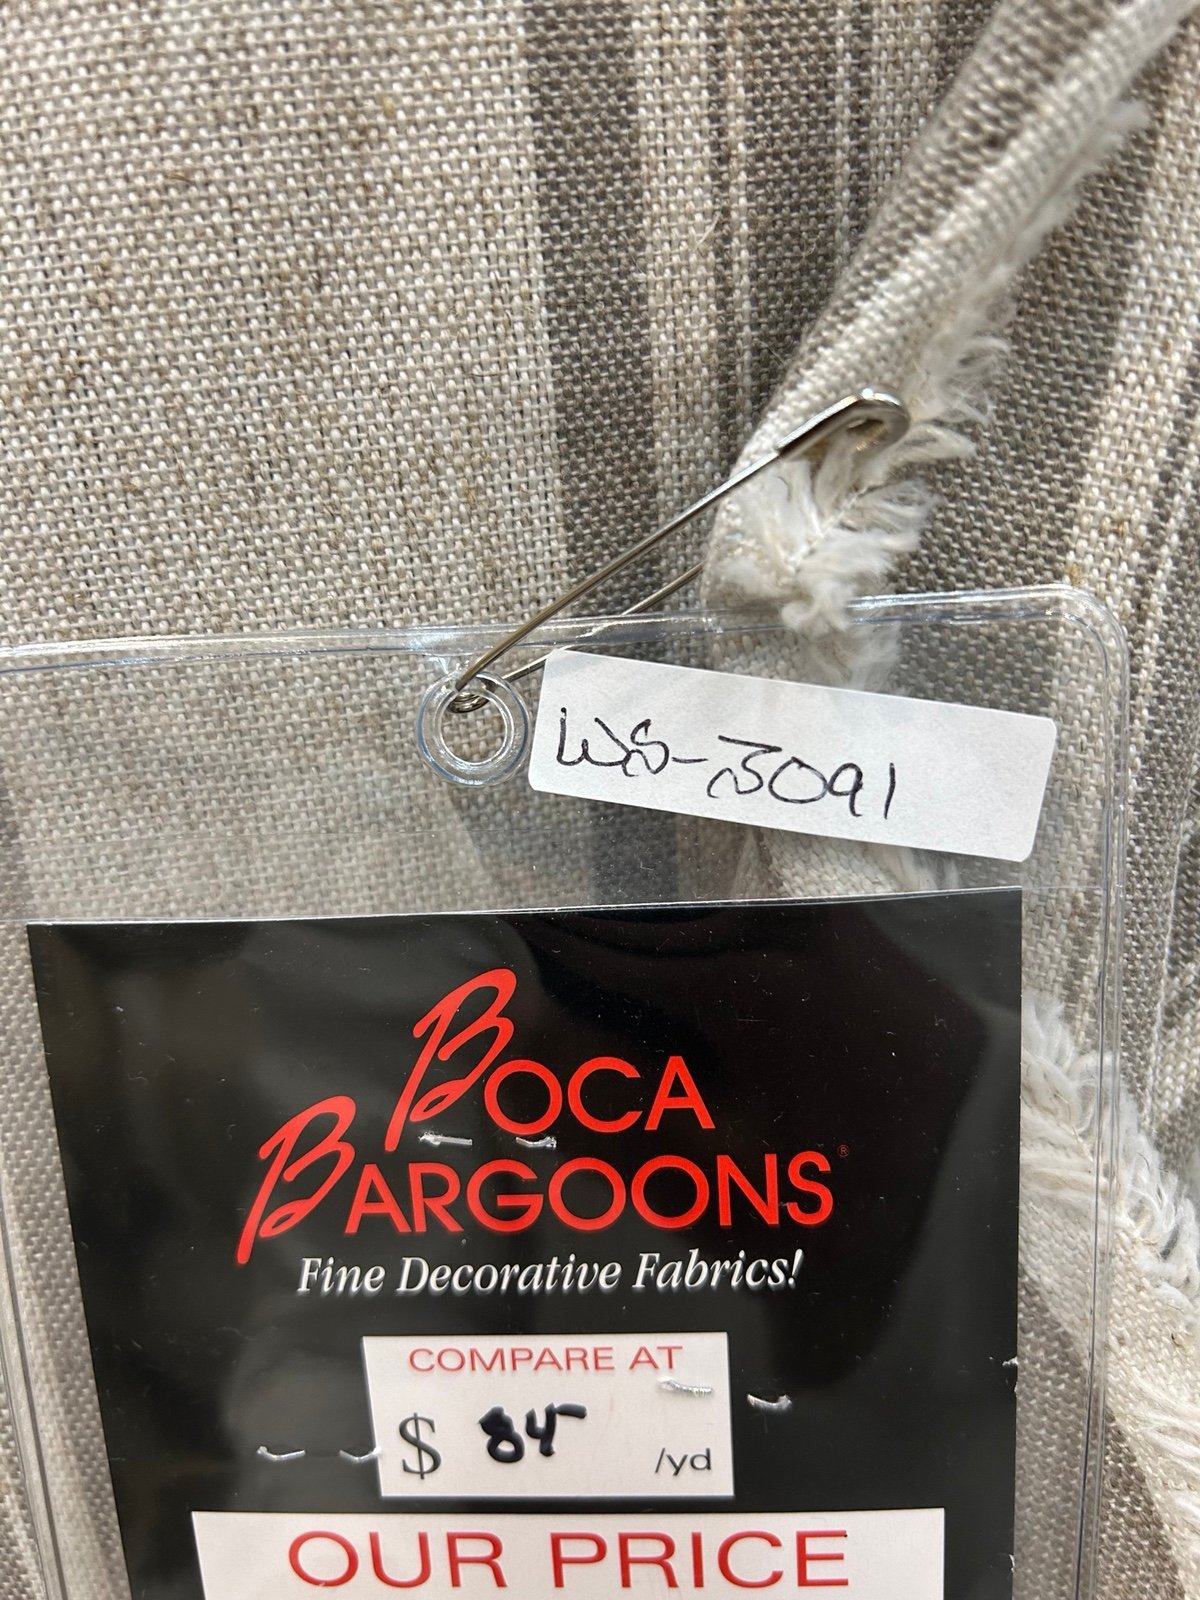 WS-3091
BOCA
BARGOONS®
Fine Decorative Fabrics!
COMPARE AT
$ 84 /yd
OUR PRICE